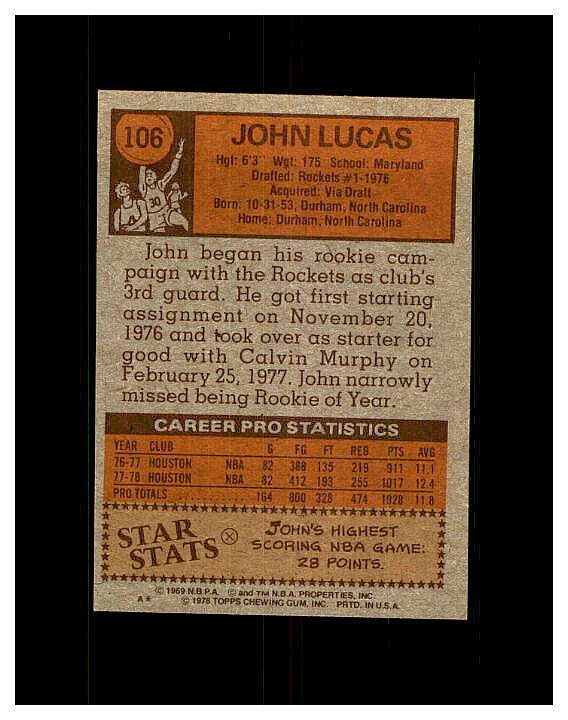 106
JOHN LUCAS
Hgt: 6'3" Wgt: 175 School: Maryland
Drafted: Rockets #1-1976
Acquired: Via Draft
Born: 10-31-53, Durham, North Carolina
Home: Durham, North Carolina
30
John began his rookie cam-
paign with the Rockets as club's
3rd guard. He got first starting
assignment on November 20,
1976 and took over as starter for
good with Calvin Murphy on
February 25, 1977. John narrowly
missed being Rookie of Year.
CAREER PRO STATISTICS
YEAR CLUB G FG FT REB PTS AVG
76-77 HOUSTON NBA 82 388 135 219 911 11.1
77-78 HOUSTON NBA 82 412 193 255 1017 12.4
PRO TOTALS ............ 164 800 328 474 1928 11.8
STAR STATS
JOHN'S HIGHEST
SCORING NBA GAME:
28 POINTS.
© 1969 N.B.P.A. © and TM N.B.A. PROPERTIES, INC.
A* © 1978 TOPPS CHEWING GUM, INC. PRTD. IN U.S.A.